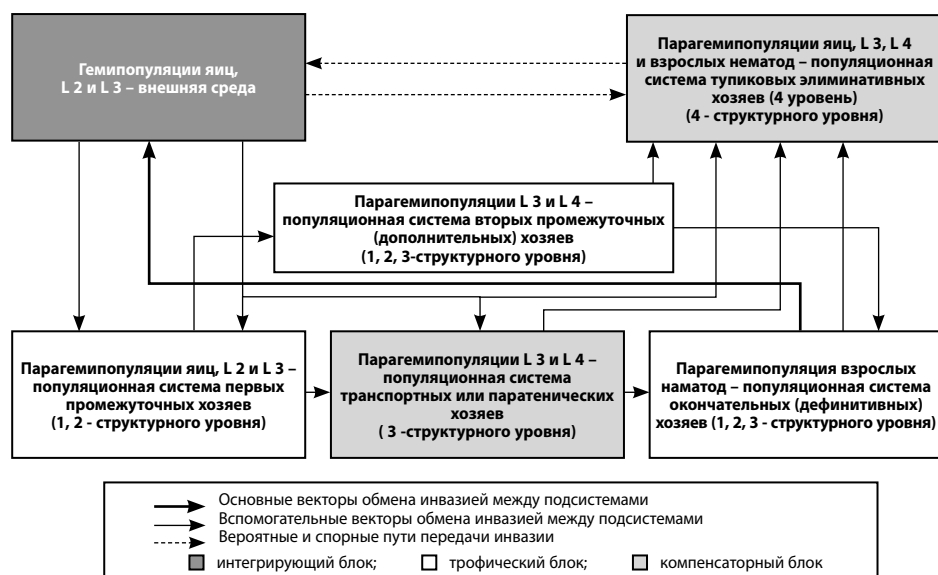 Гемипопуляции яиц,
L 2 и L 3 – внешняя среда
Парагемипопуляции яиц, L 3, L 4
и взрослых нематод – популяционная
система тупиковых элиминативных
хозяев (4 уровень)
(4 - структурного уровня)
Парагемипопуляции L 3 и L 4 –
популяционная система вторых промежуточных
(дополнительных) хозяев
(1, 2, 3-структурного уровня)
Парагемипопуляции яиц, L 2 и L 3 –
популяционная система первых
промежуточных хозяев
(1, 2 - структурного уровня)
Парагемипопуляции L 3 и L 4 –
популяционная система
транспортных или паратенических
хозяев
( 3 -структурного уровня)
Парагемипопуляция взрослых
наматод – популяционная система
окончательных (дефинитивных)
хозяев (1, 2, 3 - структурного уровня)
Основные векторы обмена инвазией между подсистемами
Вспомогательные векторы обмена инвазией между подсистемами
Вероятные и спорные пути передачи инвазии
интегрирующий блок; трофический блок; компенсаторный блок